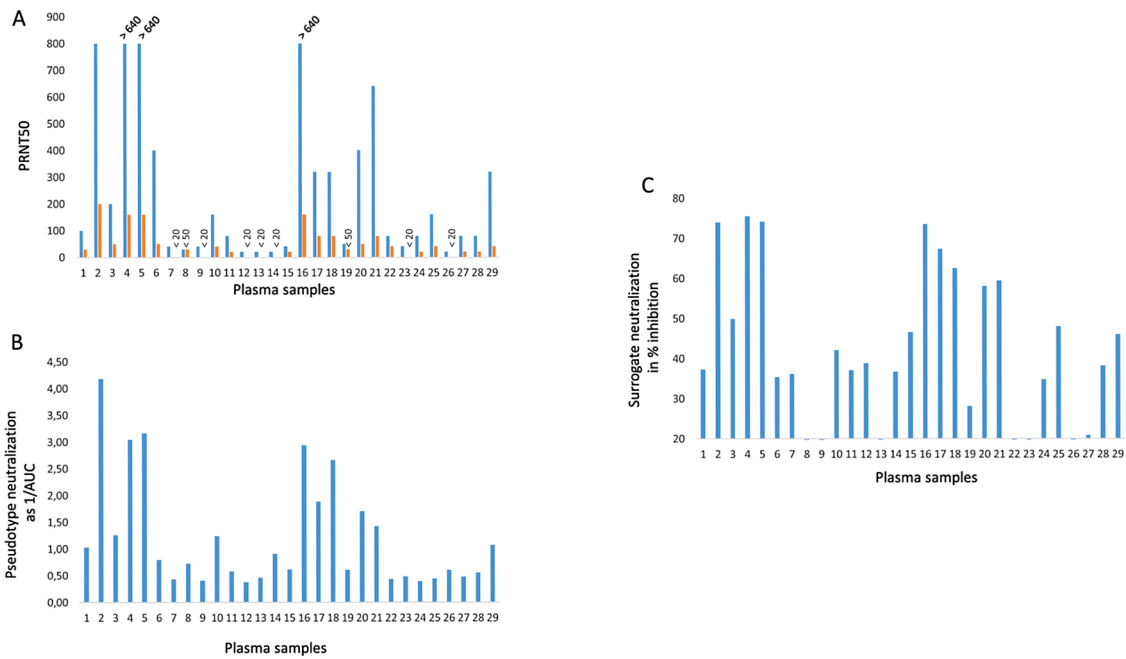 A
900
800
700
600
500
400
300
200
100
0
PRNT50
> 640
> 640
> 640
< 20
< 50
< 20
< 20
< 20
< 20
< 50
< 20
< 20
1 2 3 4 5 6 7 8 9 10 11 12 13 14 15 16 17 18 19 20 21 22 23 24 25 26 27 28 29
Plasma samples
B
4,50
4,00
3,50
3,00
2,50
2,00
1,50
1,00
0,50
0,00
Pseudotype neutralization
as 1/AUC
1 2 3 4 5 6 7 8 9 10 11 12 13 14 15 16 17 18 19 20 21 22 23 24 25 26 27 28 29
Plasma samples
C
80
70
60
50
40
30
20
Surrogate neutralization
in % inhibition
1 2 3 4 5 6 7 8 9 10 11 12 13 14 15 16 17 18 19 20 21 22 23 24 25 26 27 28 29
Plasma samples